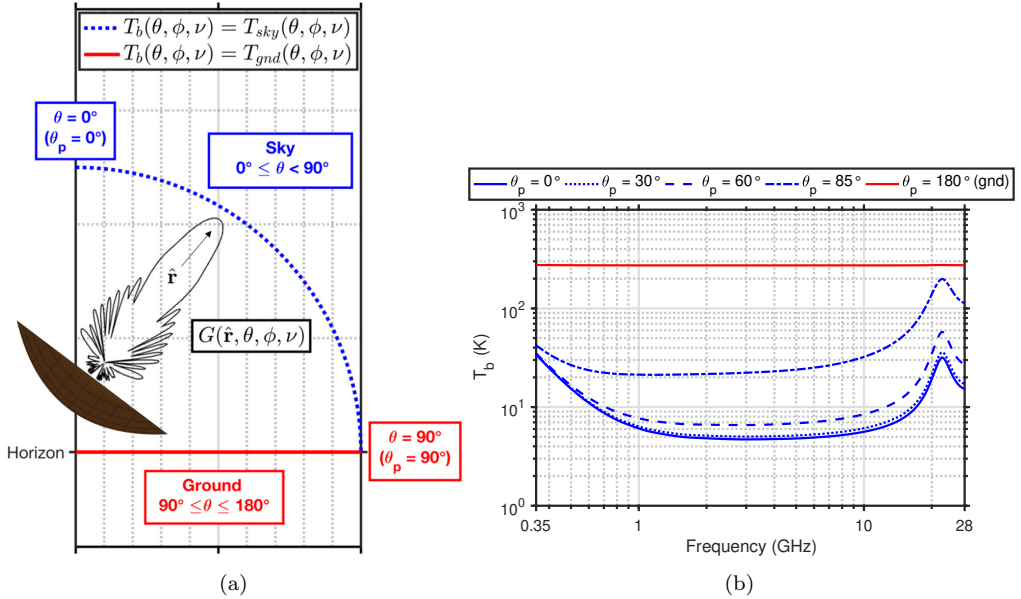 T_b(θ, ϕ, ν) = T_sky(θ, ϕ, ν)
T_b(θ, ϕ, ν) = T_gnd(θ, ϕ, ν)
θ = 0°
(θ_p = 0°)
Sky
0° ≤ θ < 90°
r̂
G(r̂, θ, ϕ, ν)
Horizon
θ = 90°
(θ_p = 90°)
Ground
90° ≤θ ≤ 180°
(a)
θ_p = 0° θ_p = 30° θ_p = 60° θ_p = 85° θ_p = 180° (gnd)
10^3
10^2
10^1
10^0
T_b (K)
0.35 1 10 28
Frequency (GHz)
(b)